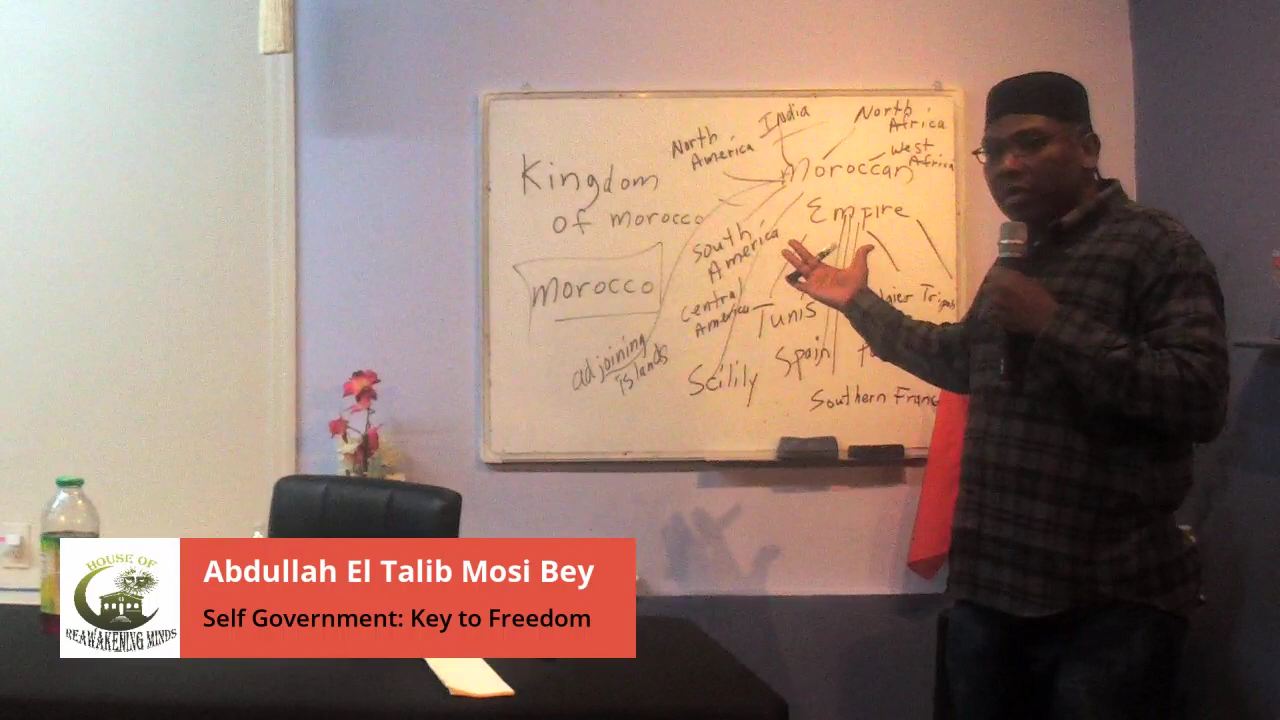 Kingdom
of morocco
morocco
adjoining
islands
North
America
India
North
Africa
West
Africa
Moroccan
Empire
South
America
Central
America
Tunis
Tripoli
Spain
Scilily
Southern
HOUSE OF
REAWAKENING MINDS
Abdullah El Talib Mosi Bey
Self Government: Key to Freedom